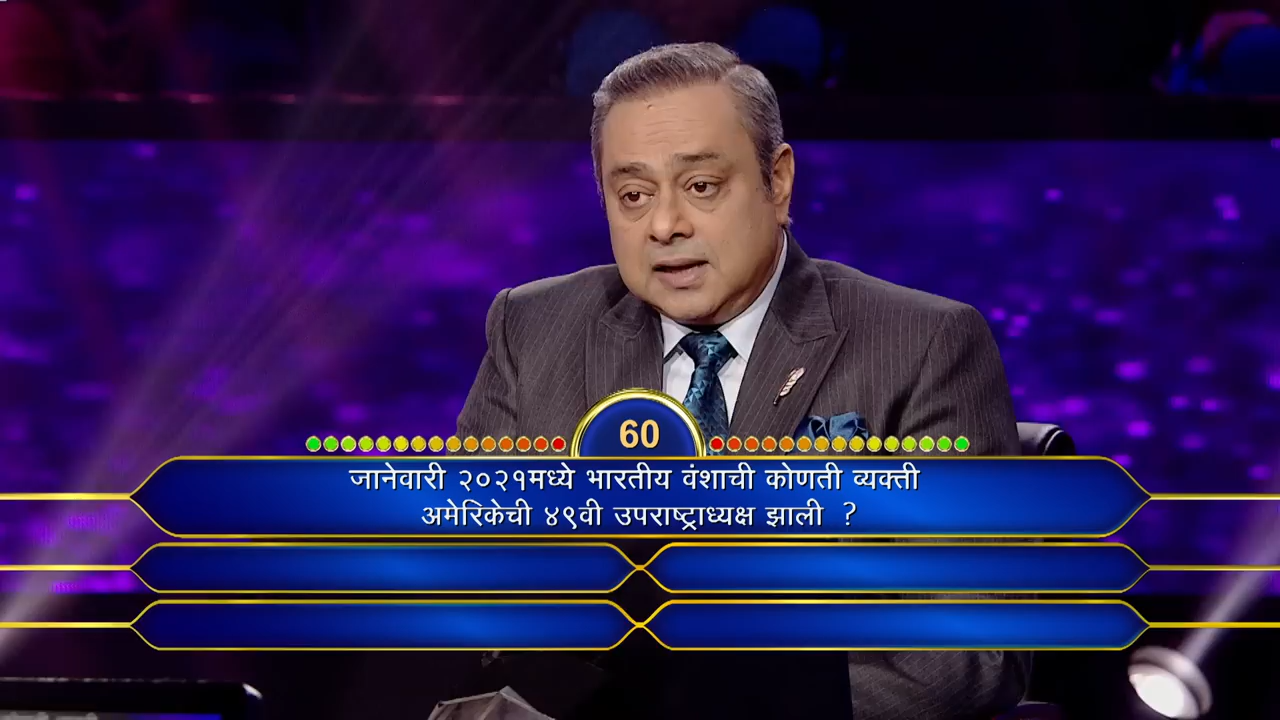 60
जानेवारी २०२१मध्ये भारतीय वंशाची कोणती व्यक्ती
अमेरिकेची ४९वी उपराष्ट्राध्यक्ष झाली ?